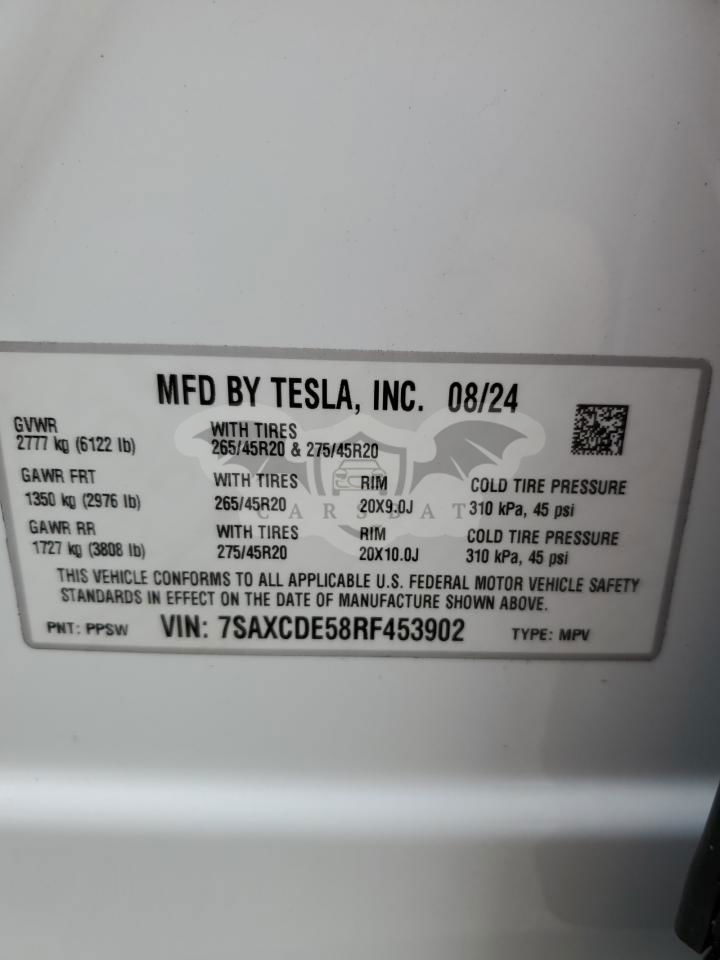 MFD BY TESLA, INC. 08/24
GVWR
2777 kg (6122 lb)
WITH TIRES
265/45R20 & 275/45R20
GAWR FRT
1350 kg (2976 lb)
WITH TIRES
265/45R20
RIM
20X9.0J
COLD TIRE PRESSURE
310 kPa, 45 psi
GAWR RR
1727 kg (3808 lb)
WITH TIRES
275/45R20
RIM
20X10.0J
COLD TIRE PRESSURE
310 kPa, 45 psi
CARSBAT
THIS VEHICLE CONFORMS TO ALL APPLICABLE U.S. FEDERAL MOTOR VEHICLE SAFETY
STANDARDS IN EFFECT ON THE DATE OF MANUFACTURE SHOWN ABOVE.
PNT: PPSW VIN: 7SAXCDE58RF453902 TYPE: MPV